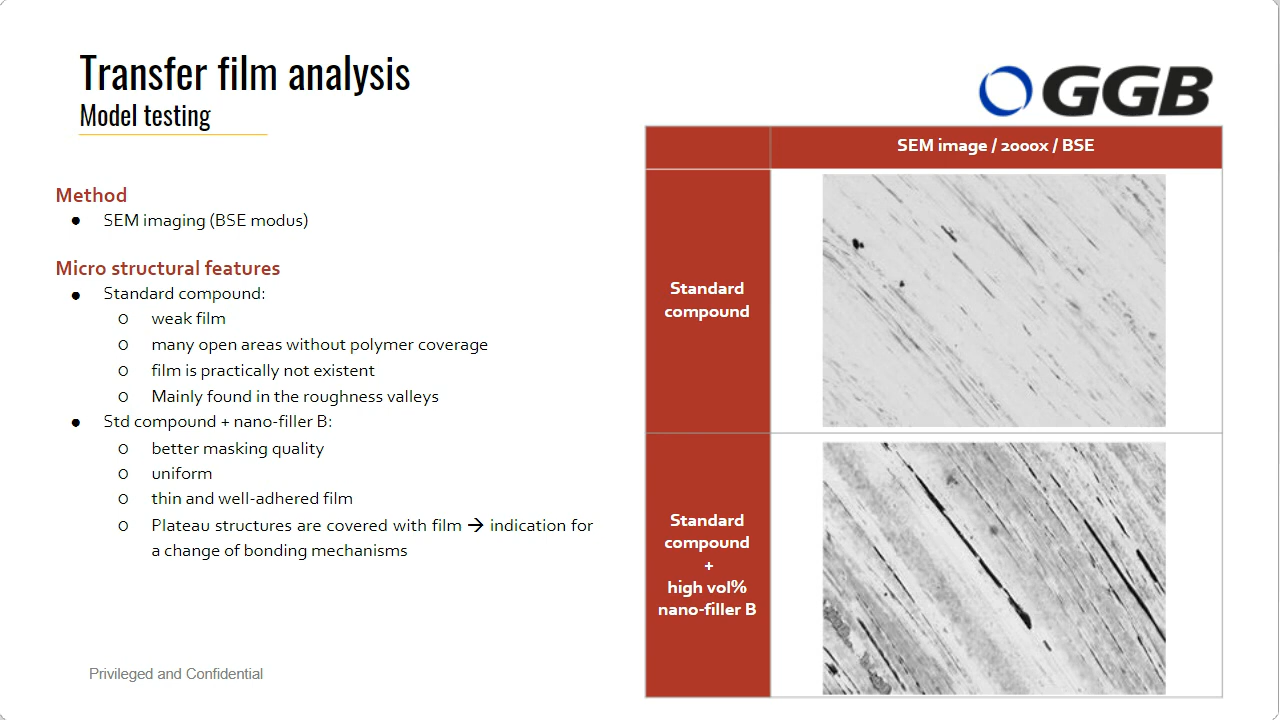 Transfer film analysis
Model testing
GGB
Method
● SEM imaging (BSE modus)
Micro structural features
● Standard compound:
o weak film
o many open areas without polymer coverage
o film is practically not existent
o Mainly found in the roughness valleys
● Std compound + nano-filler B:
o better masking quality
o uniform
o thin and well-adhered film
o Plateau structures are covered with film → indication for
a change of bonding mechanisms
SEM image / 2000x / BSE
Standard
compound
Standard
compound
+
high vol%
nano-filler B
Privileged and Confidential